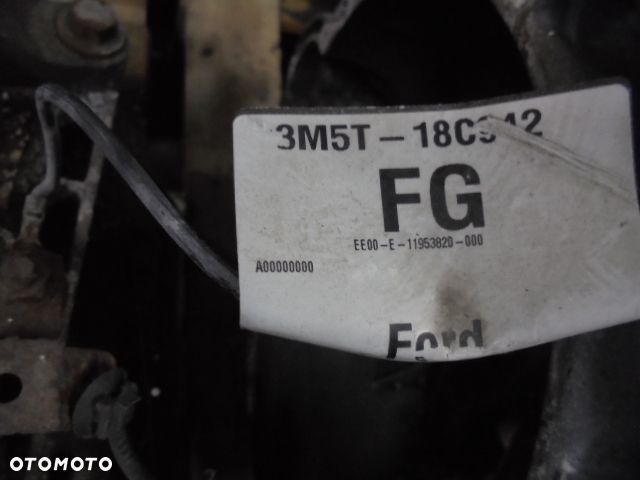 3M5T-18C942
FG
EE00-E-11953820-000
A00000000
Ford
OTOMOTO